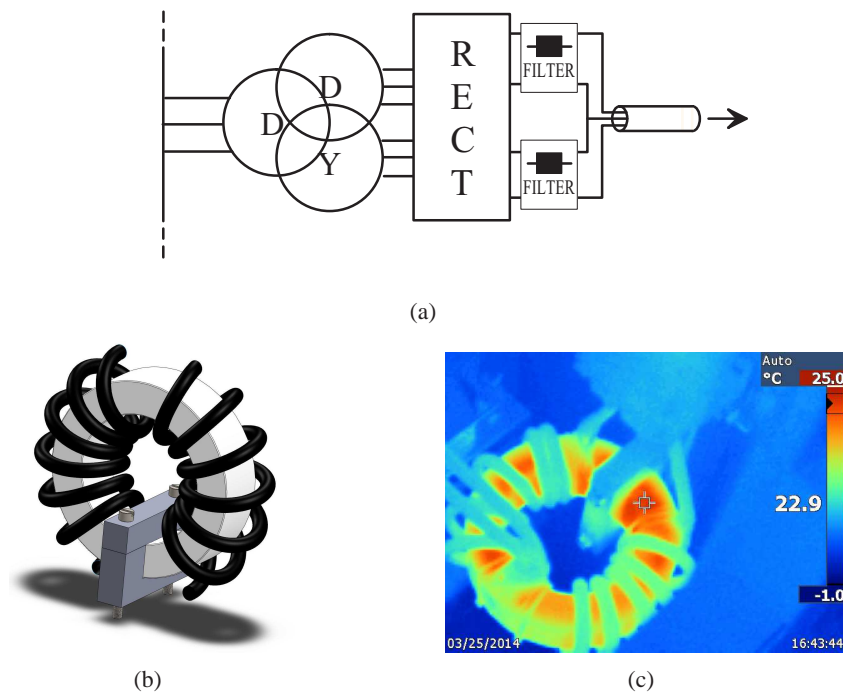 D
D
Y
R
E
C
T
FILTER
FILTER
(a)
Auto
°C 25.0
22.9
-1.0
03/25/2014 16:43:44
(b)
(c)